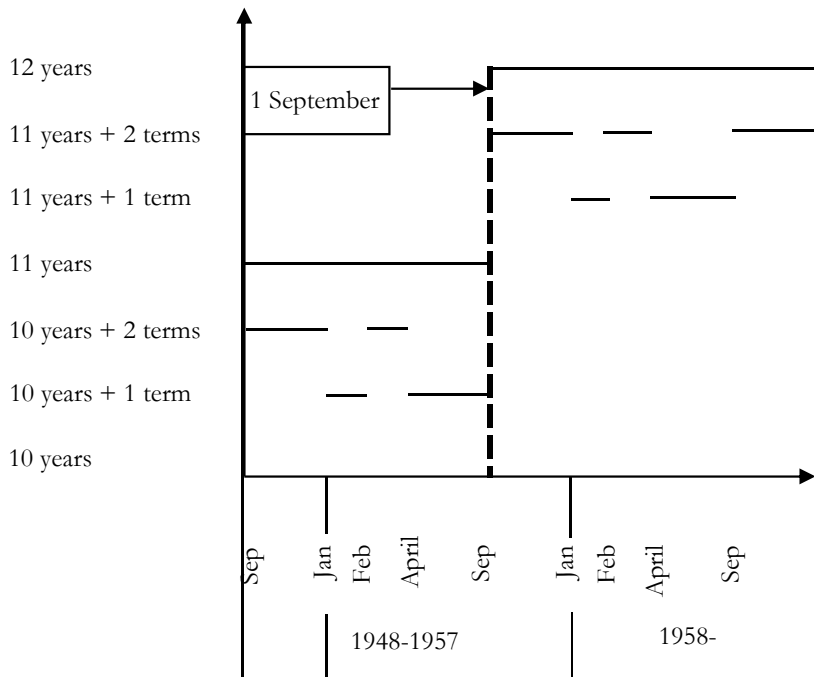 12 years
1 September
11 years + 2 terms
11 years + 1 term
11 years
10 years + 2 terms
10 years + 1 term
10 years
Sep
Jan
Feb
April
Sep
Jan
Feb
April
Sep
1948-1957
1958-